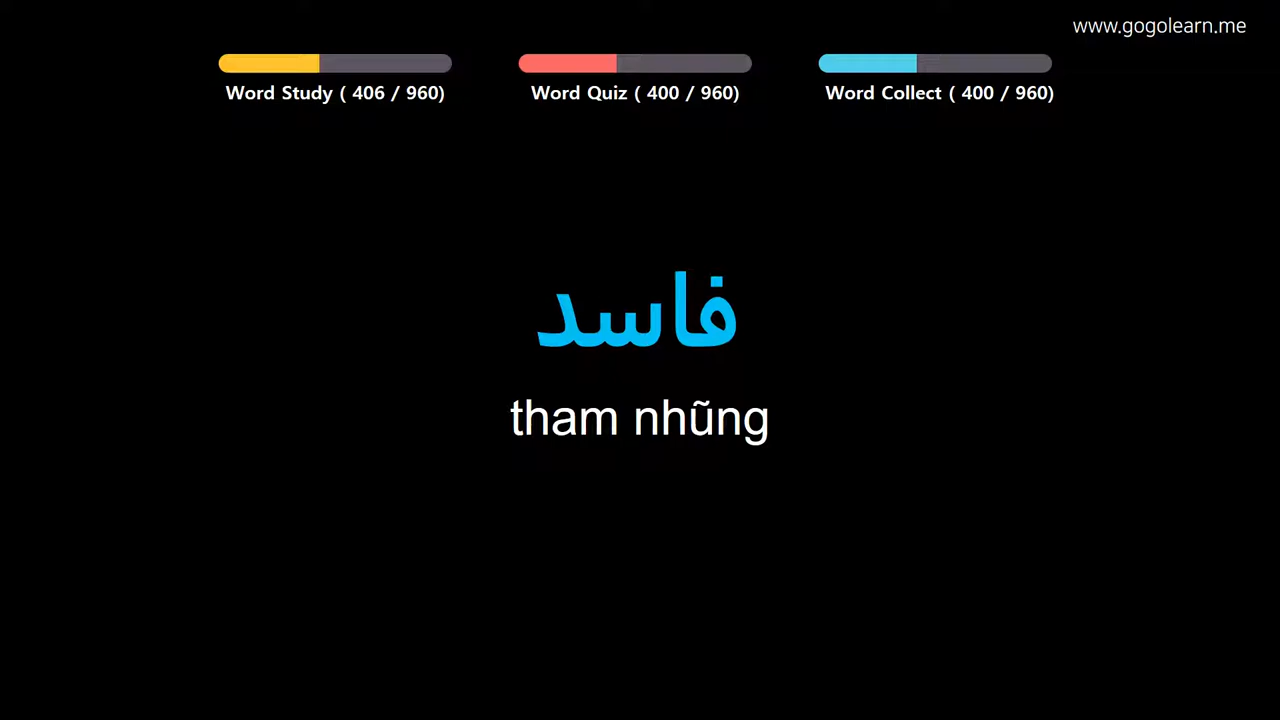 www.gogolearn.me
Word Study ( 406 / 960)
Word Quiz ( 400 / 960)
Word Collect ( 400 / 960)
فاسد
tham nhũng